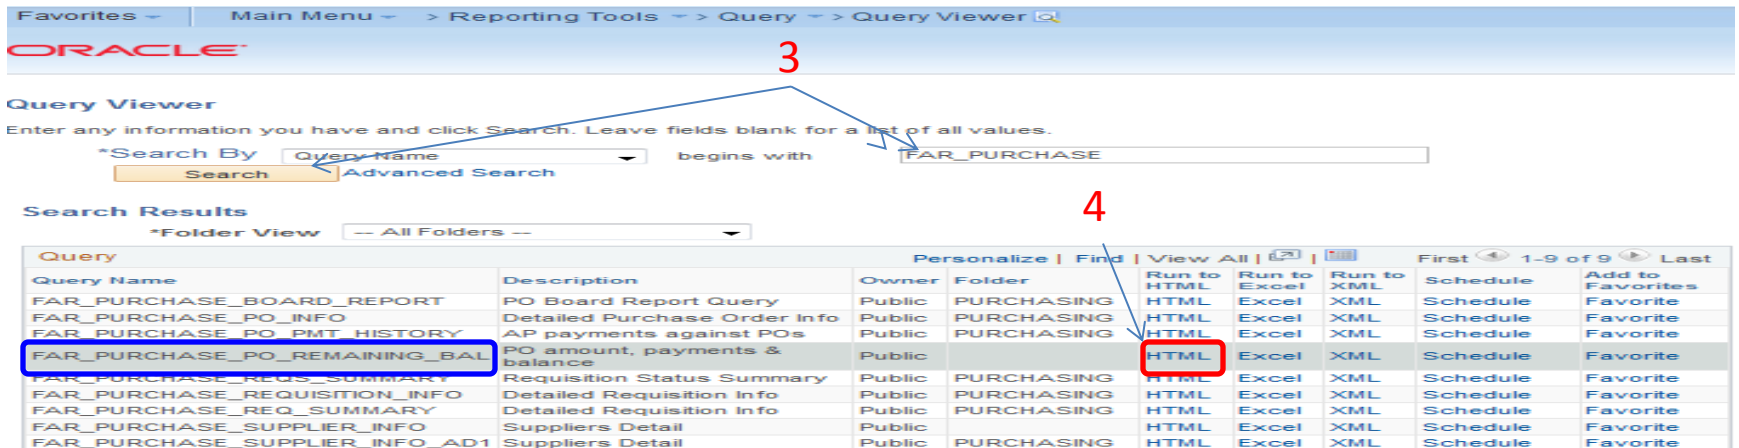 Favorites Main Menu > Reporting Tools > Query > Query Viewer
ORACLE
3
Query Viewer
Enter any information you have and click Search. Leave fields blank for a list of all values.
*Search By Query Name begins with FAR_PURCHASE
Search Advanced Search
4
Search Results
*Folder View -- All Folders --
Query Personalize | Find | View All | | First 1-9 of 9 Last
Query Name Description Owner Folder Run to HTML Run to Excel Run to XML Schedule Add to Favorites
FAR_PURCHASE_BOARD_REPORT PO Board Report Query Public PURCHASING HTML Excel XML Schedule Favorite
FAR_PURCHASE_PO_INFO Detailed Purchase Order Info Public PURCHASING HTML Excel XML Schedule Favorite
FAR_PURCHASE_PO_PMT_HISTORY AP payments against POs Public PURCHASING HTML Excel XML Schedule Favorite
FAR_PURCHASE_PO_REMAINING_BAL PO amount, payments & balance Public HTML Excel XML Schedule Favorite
FAR_PURCHASE_REQS_SUMMARY Requisition Status Summary Public PURCHASING HTML Excel XML Schedule Favorite
FAR_PURCHASE_REQUISITION_INFO Detailed Requisition Info Public PURCHASING HTML Excel XML Schedule Favorite
FAR_PURCHASE_REQ_SUMMARY Detailed Requisition Info Public PURCHASING HTML Excel XML Schedule Favorite
FAR_PURCHASE_SUPPLIER_INFO Suppliers Detail Public HTML Excel XML Schedule Favorite
FAR_PURCHASE_SUPPLIER_INFO_AD1 Suppliers Detail Public PURCHASING HTML Excel XML Schedule Favorite